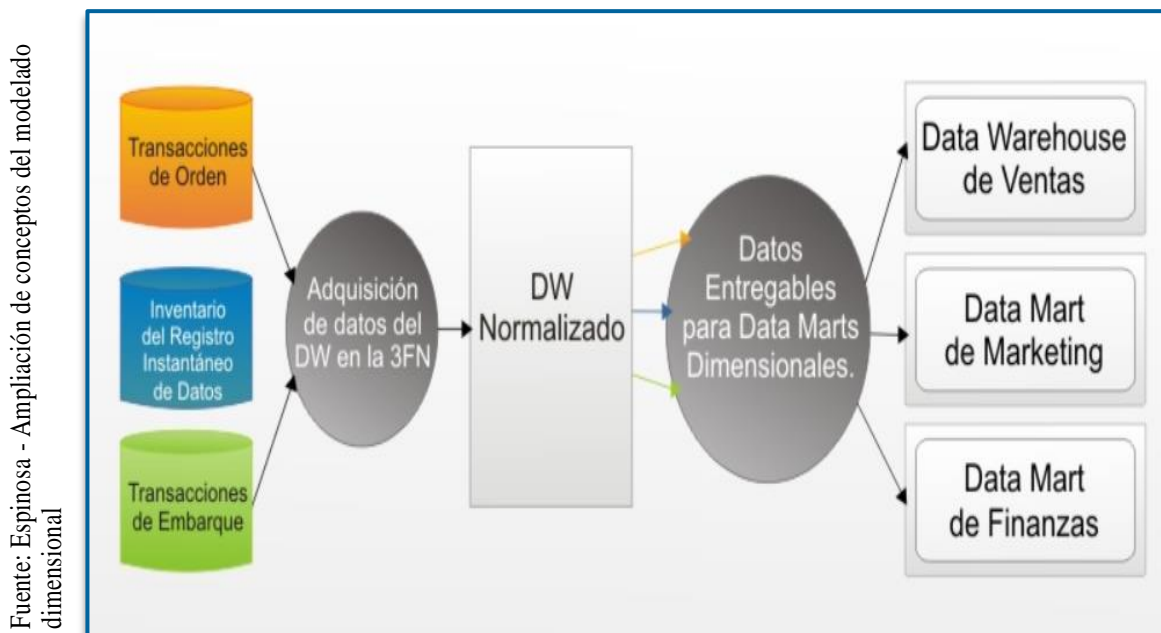 Fuente: Espinosa - Ampliación de conceptos del modelado
dimensional
Transacciones
de Orden
Inventario
del Registro
Instantáneo
de Datos
Transacciones
de Embarque
Adquisición
de datos del
DW en la 3FN
DW
Normalizado
Datos
Entregables
para Data Marts
Dimensionales.
Data Warehouse
de Ventas
Data Mart
de Marketing
Data Mart
de Finanzas